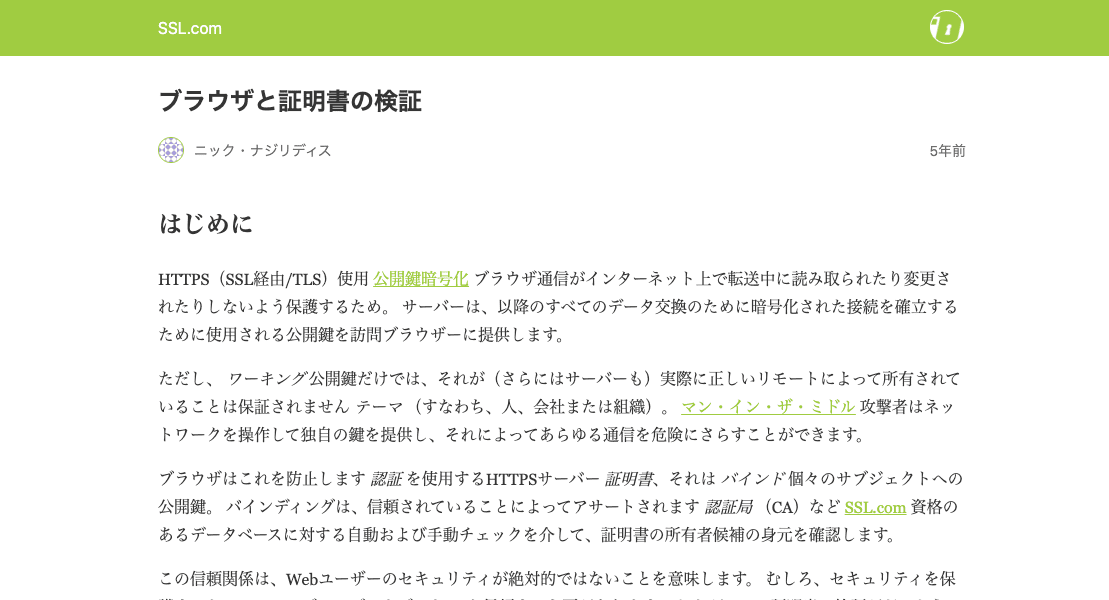 SSL.com
ブラウザと証明書の検証
ニック・ナジリディス
5年前
はじめに
HTTPS（SSL経由/TLS）使用 公開鍵暗号化 ブラウザ通信がインターネット上で転送中に読み取られたり変更さ
れたりしないよう保護するため。 サーバーは、以降のすべてのデータ交換のために暗号化された接続を確立する
ために使用される公開鍵を訪問ブラウザーに提供します。
ただし、 ワーキング 公開鍵だけでは、それが（さらにはサーバーも）実際に正しいリモートによって所有されて
いることは保証されません テーマ （すなわち、人、会社または組織）。 マン・イン・ザ・ミドル 攻撃者はネッ
トワークを操作して独自の鍵を提供し、それによってあらゆる通信を危険にさらすことができます。
ブラウザはこれを防止します 認証 を使用するHTTPSサーバー 証明書、それは バインド 個々のサブジェクトへの
公開鍵。 バインディングは、信頼されていることによってアサートされます 認証局 （CA）など SSL.com 資格の
あるデータベースに対する自動および手動チェックを介して、証明書の所有者候補の身元を確認します。
この信頼関係は、Webユーザーのセキュリティが絶対的ではないことを意味します。 むしろ、セキュリティを保